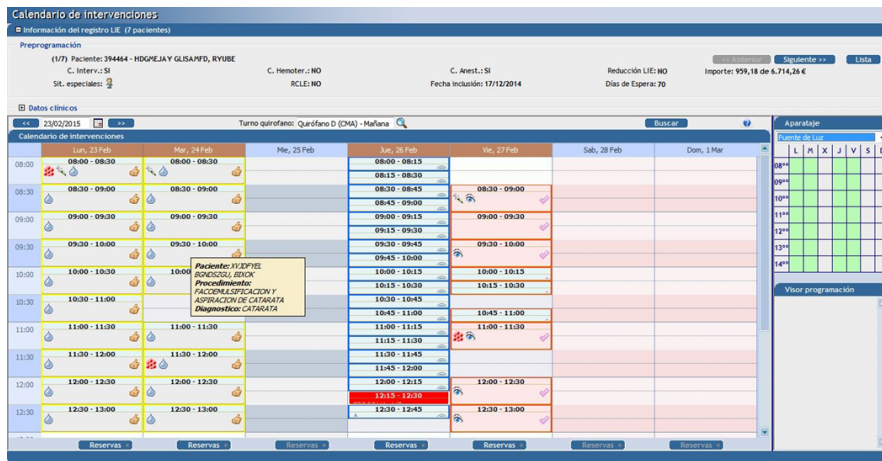 Calendario de intervenciones
Información del registro LIE (7 pacientes)
Preprogramación
(1/7) Paciente: 394464 - HDGMEJAY GLISAMFD, RYUBE
<< Anterior Siguiente >> Lista
C. Interv.: SI C. Hemoter.: NO C. Anest.: SI Reducción LIE: NO Importe: 959,18 de 6.714,26 €
Sit. especiales: RCLE: NO Fecha inclusión: 17/12/2014 Días de Espera: 70
Datos clínicos
<< 23/02/2015 >> Turno quirofano: Quirófano D (CMA) - Mañana Buscar
Aparataje
Calendario de intervenciones
Puente de Luz
Lun, 23 Feb Mar, 24 Feb Mie, 25 Feb Jue, 26 Feb Vie, 27 Feb Sab, 28 Feb Dom, 1 Mar
L M X J V S
08:00 08:00 - 08:30 08:00 - 08:30 08:00 - 08:15
08:15 - 08:30
08:30 08:30 - 09:00 08:30 - 09:00 08:30 - 08:45 08:30 - 09:00
08:45 - 09:00
09:00 09:00 - 09:30 09:00 - 09:30 09:00 - 09:15 09:00 - 09:30
09:15 - 09:30
09:30 09:30 - 10:00 09:30 - 10:00 09:30 - 09:45 09:30 - 10:00
09:45 - 10:00
10:00 10:00 - 10:30 10:00 10:00 - 10:15 10:00 - 10:15
10:15 - 10:30 10:15 - 10:30
Paciente: XVJDFYEL
BGNDSZGU, BIXOK
Procedimiento:
FACOEMULSIFICACION Y
ASPIRACION DE CATARATA
Diagnostico: CATARATA
10:30 10:30 - 11:00 10:30 - 10:45
10:45 - 11:00 10:45 - 11:00
11:00 11:00 - 11:30 11:00 - 11:30 11:00 - 11:15 11:00 - 11:30
11:15 - 11:30
11:30 11:30 - 12:00 11:30 - 12:00 11:30 - 11:45
11:45 - 12:00
12:00 12:00 - 12:30 12:00 - 12:30 12:00 - 12:15 12:00 - 12:30
12:15 - 12:30
12:30 12:30 - 13:00 12:30 - 13:00 12:30 - 12:45 12:30 - 13:00
08°°
09°°
10°°
11°°
12°°
13°°
14°°
Visor programación
Reservas Reservas Reservas Reservas Reservas Reservas Reservas